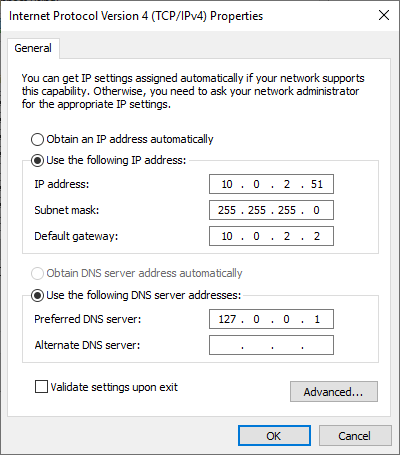 Internet Protocol Version 4 (TCP/IPv4) Properties
General
You can get IP settings assigned automatically if your network supports
this capability. Otherwise, you need to ask your network administrator
for the appropriate IP settings.
Obtain an IP address automatically
Use the following IP address:
IP address: 10 . 0 . 2 . 51
Subnet mask: 255 . 255 . 255 . 0
Default gateway: 10 . 0 . 2 . 2
Obtain DNS server address automatically
Use the following DNS server addresses:
Preferred DNS server: 127 . 0 . 0 . 1
Alternate DNS server: . . .
Validate settings upon exit
Advanced...
OK Cancel